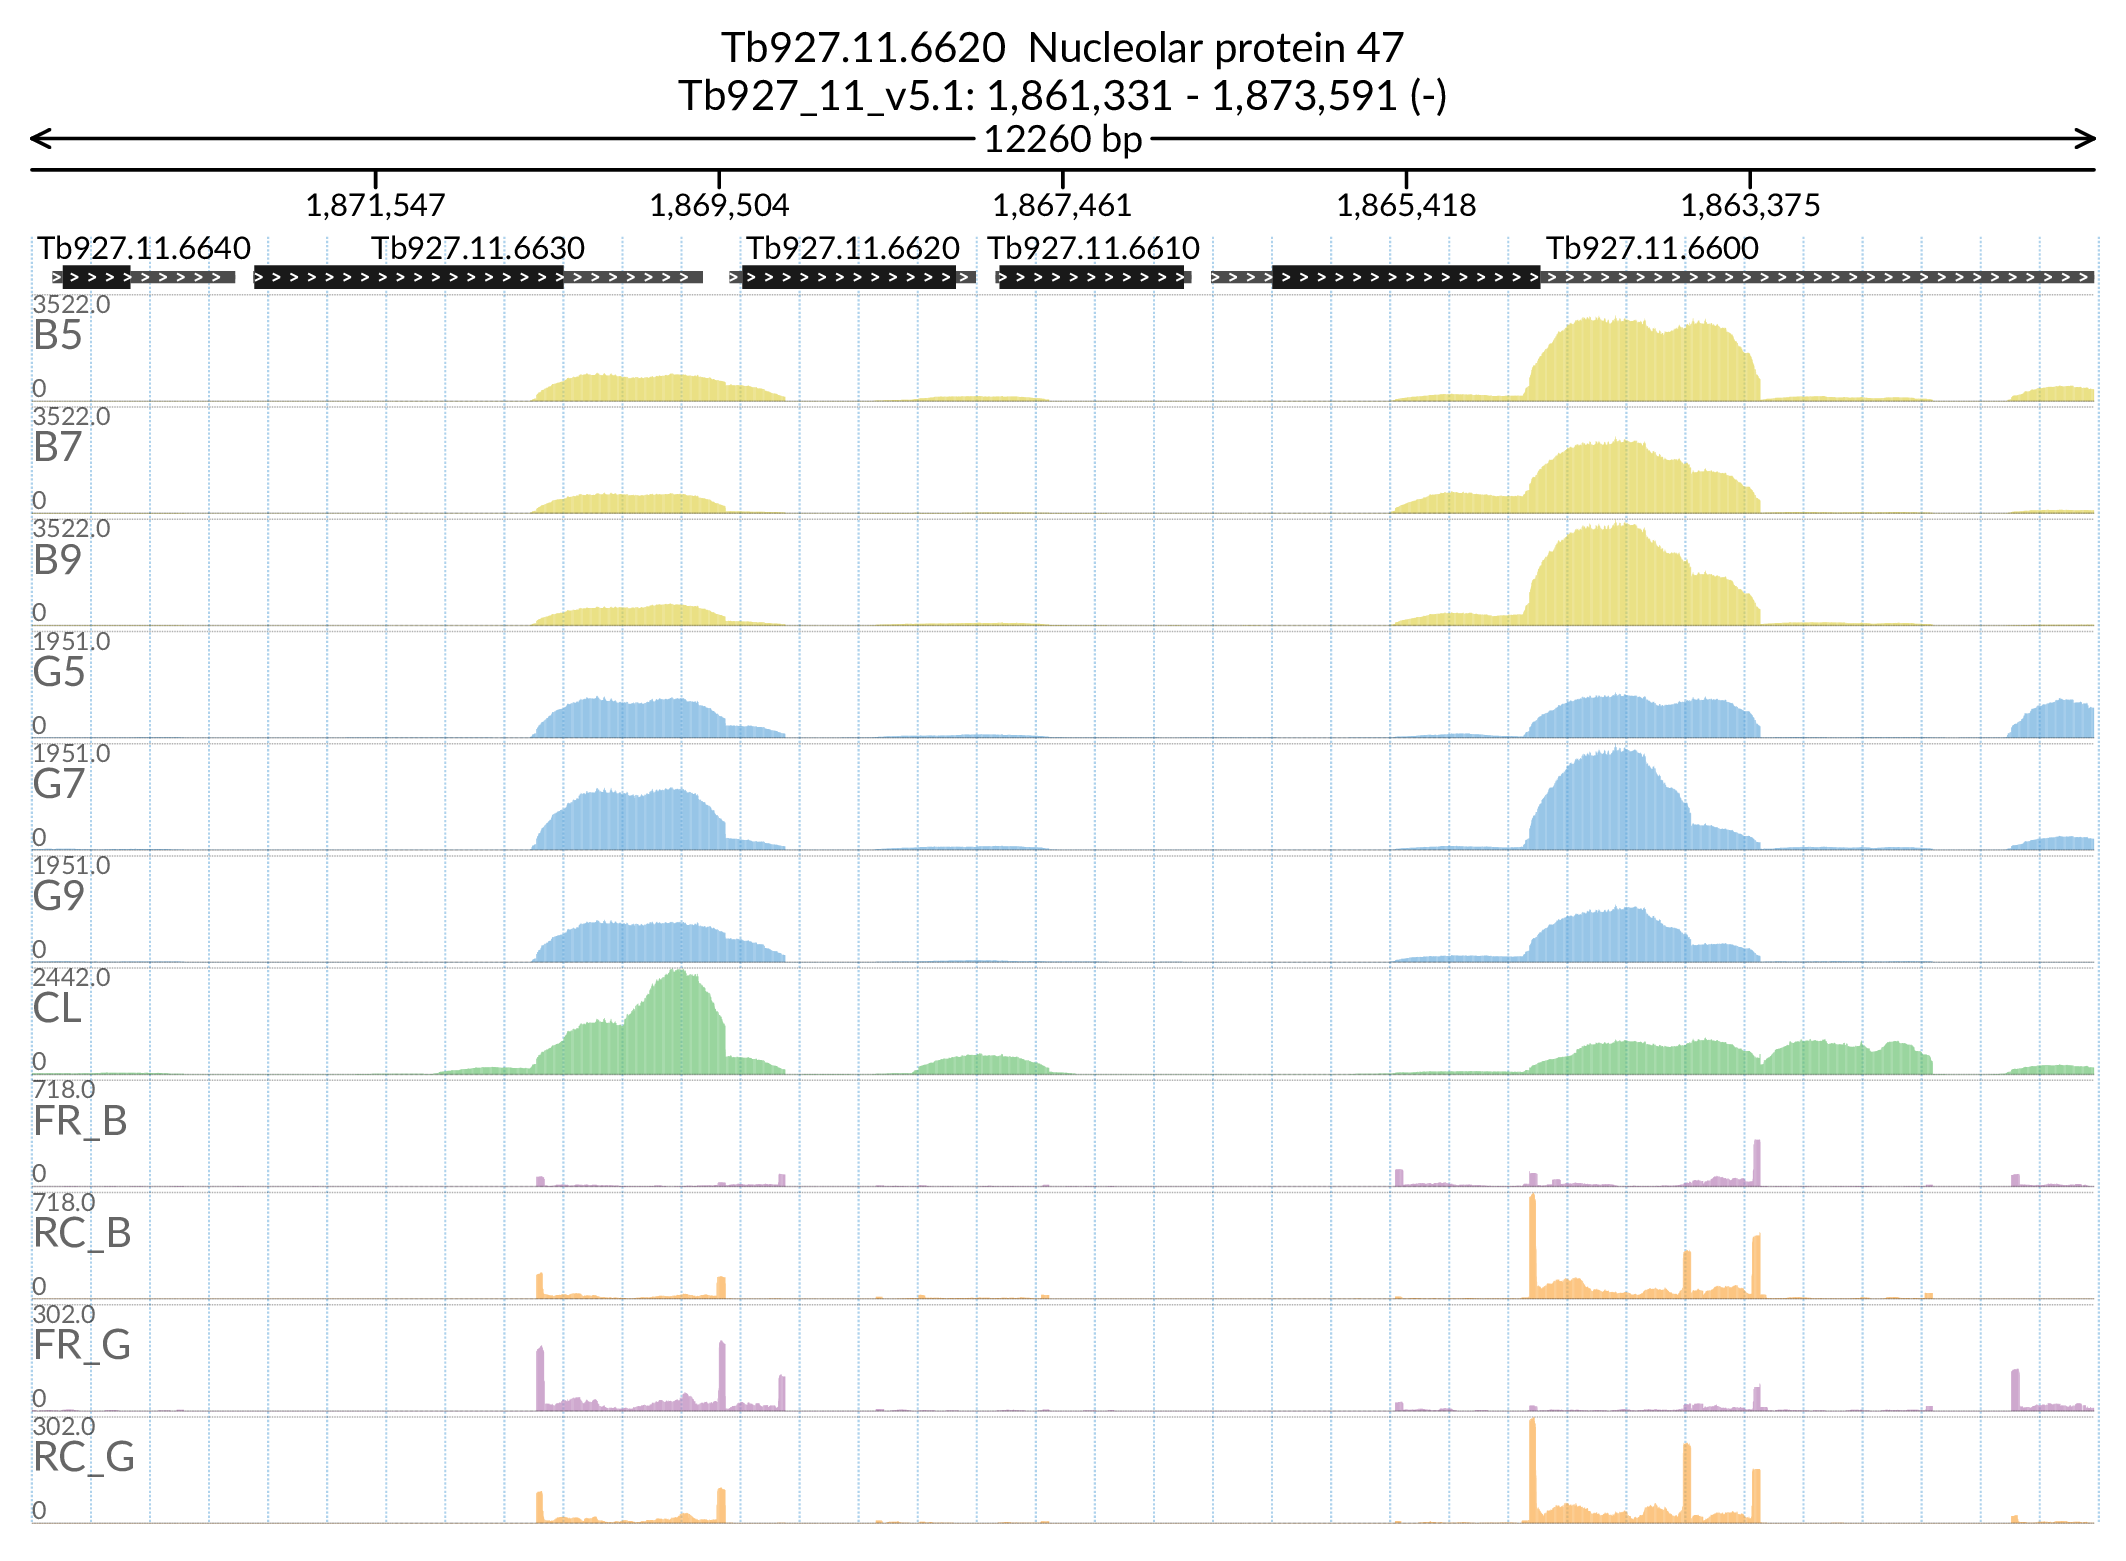 Tb927.11.6620  Nucleolar protein 47
Tb927_11_v5.1: 1,861,331 - 1,873,591 (-)
12260 bp
1,871,547 1,869,504 1,867,461 1,865,418 1,863,375
Tb927.11.6640 Tb927.11.6630 Tb927.11.6620 Tb927.11.6610 Tb927.11.6600
3522.0
B5
0
3522.0
B7
0
3522.0
B9
0
1951.0
G5
0
1951.0
G7
0
1951.0
G9
0
2442.0
CL
0
718.0
FR_B
0
718.0
RC_B
0
302.0
FR_G
0
302.0
RC_G
0